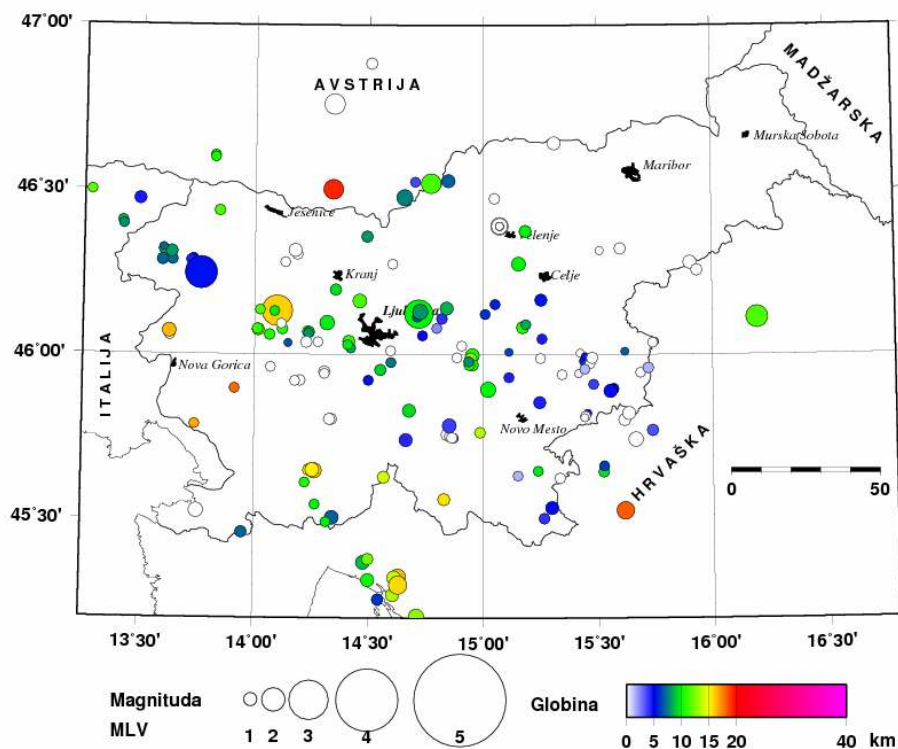 47°00'
AVSTRIJA
MADŽARSKA
Murska Sobota
Maribor
46°30'
Jesenice
Velenje
Kranj
Celje
46°00'
Nova Gorica
ITALIJA
Novo Mesto
HRVAŠKA
0 50
45°30'
13°30' 14°00' 14°30' 15°00' 15°30' 16°00' 16°30'
Magnituda
MLV
1 2 3 4 5
Globina
0 5 10 15 20 40 km